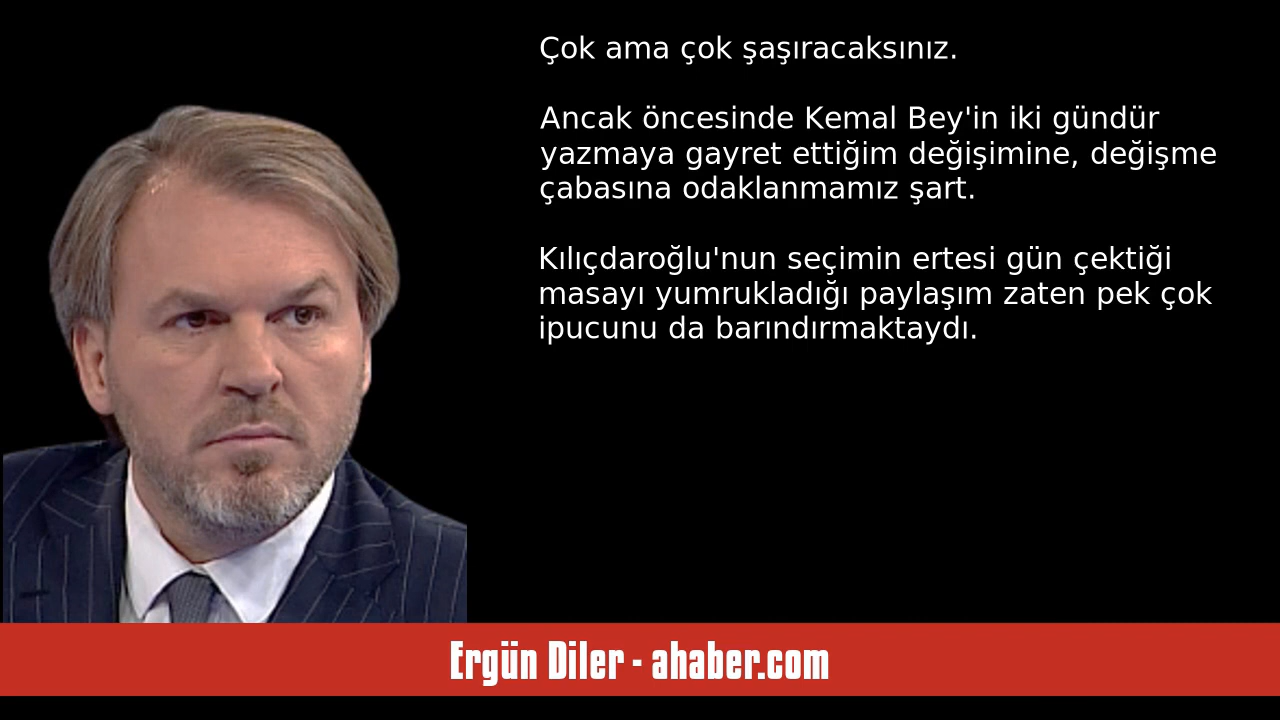 Çok ama çok şaşıracaksınız.
Ancak öncesinde Kemal Bey'in iki gündür
yazmaya gayret ettiğim değişimine, değişme
çabasına odaklanmamız şart.
Kılıçdaroğlu'nun seçimin ertesi gün çektiği
masayı yumrukladığı paylaşım zaten pek çok
ipucunu da barındırmaktaydı.
Ergün Diler - ahaber.com